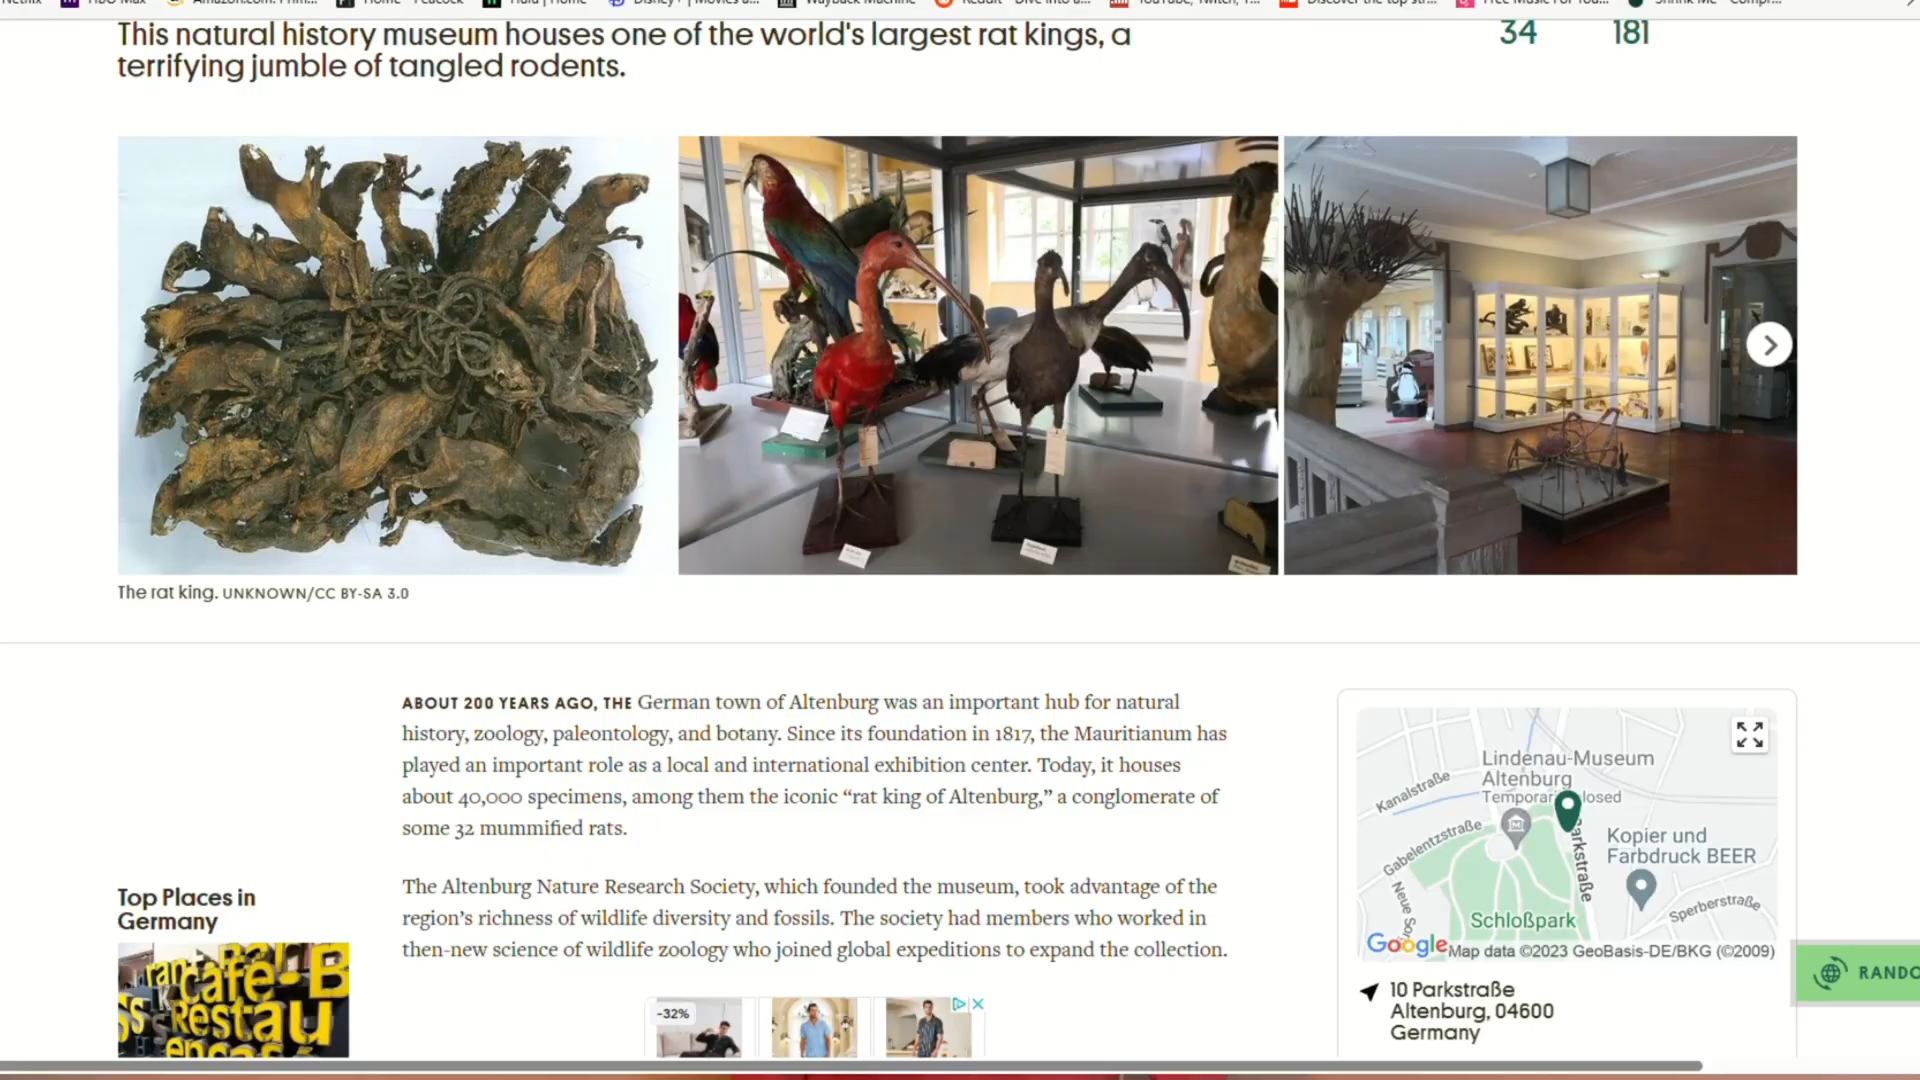 This natural history museum houses one of the world's largest rat kings, a
terrifying jumble of tangled rodents.
34 181
The rat king. UNKNOWN/CC BY-SA 3.0
ABOUT 200 YEARS AGO, THE German town of Altenburg was an important hub for natural
history, zoology, paleontology, and botany. Since its foundation in 1817, the Mauritianum has
played an important role as a local and international exhibition center. Today, it houses
about 40,000 specimens, among them the iconic “rat king of Altenburg,” a conglomerate of
some 32 mummified rats.
The Altenburg Nature Research Society, which founded the museum, took advantage of the
region’s richness of wildlife diversity and fossils. The society had members who worked in
then-new science of wildlife zoology who joined global expeditions to expand the collection.
Top Places in
Germany
-32%
Lindenau-Museum
Altenburg
Kanalstraße
Gabelentzstraße
Kopier und
Farbdruck BEER
Sperberstraße
Schloßpark
Google Map data ©2023 GeoBasis-DE/BKG (©2009)
10 Parkstraße
Altenburg, 04600
Germany
RANDO